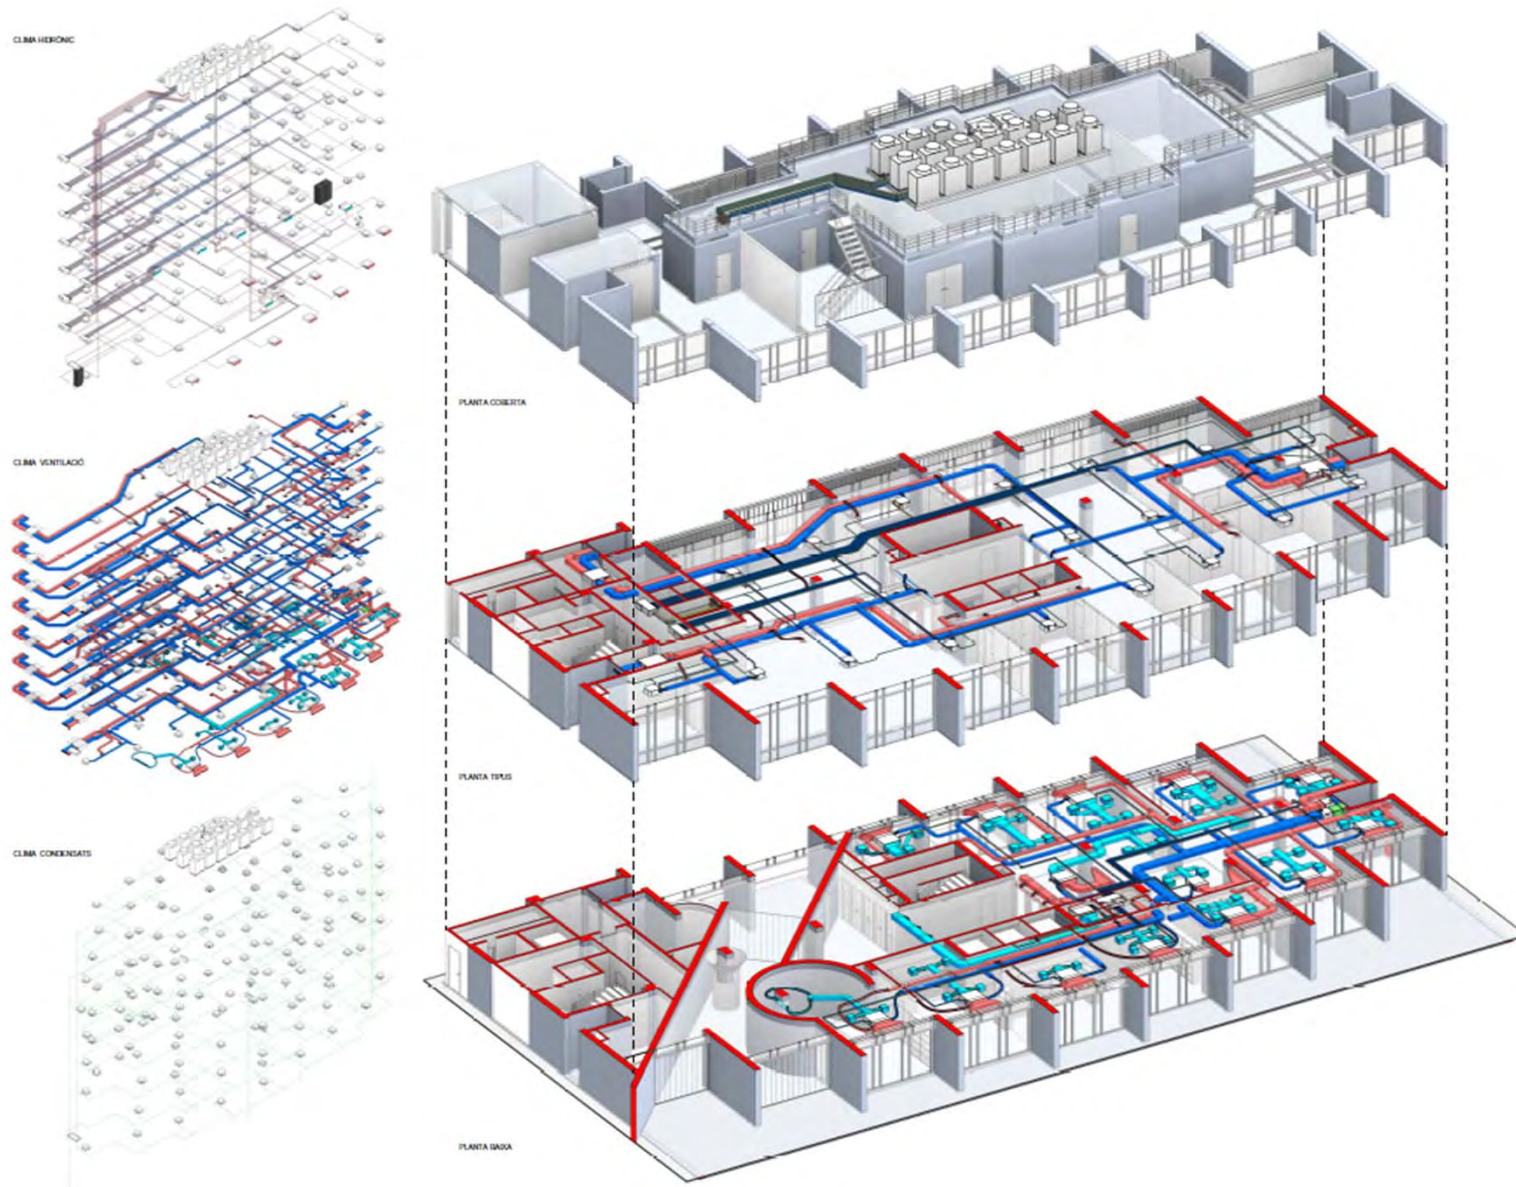 CLIMA HIDRÒNIC
PLANTA COBERTA
CLIMA VENTILACIÓ
PLANTA TIPUS
CLIMA CONDENSATS
PLANTA BAIXA